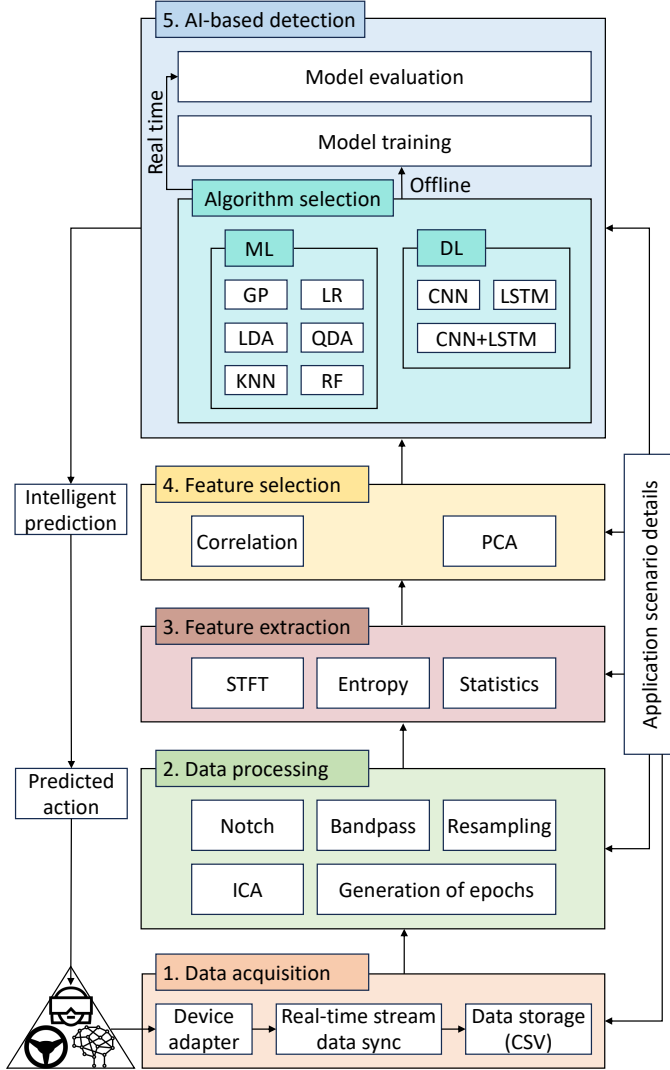 5. AI-based detection
Model evaluation
Real time
Model training
Offline
Algorithm selection
ML
DL
GP
LR
CNN
LSTM
LDA
QDA
CNN+LSTM
KNN
RF
Intelligent
prediction
4. Feature selection
Correlation
PCA
Application scenario details
3. Feature extraction
STFT
Entropy
Statistics
Predicted
action
2. Data processing
Notch
Bandpass
Resampling
ICA
Generation of epochs
1. Data acquisition
Device
adapter
Real-time stream
data sync
Data storage
(CSV)